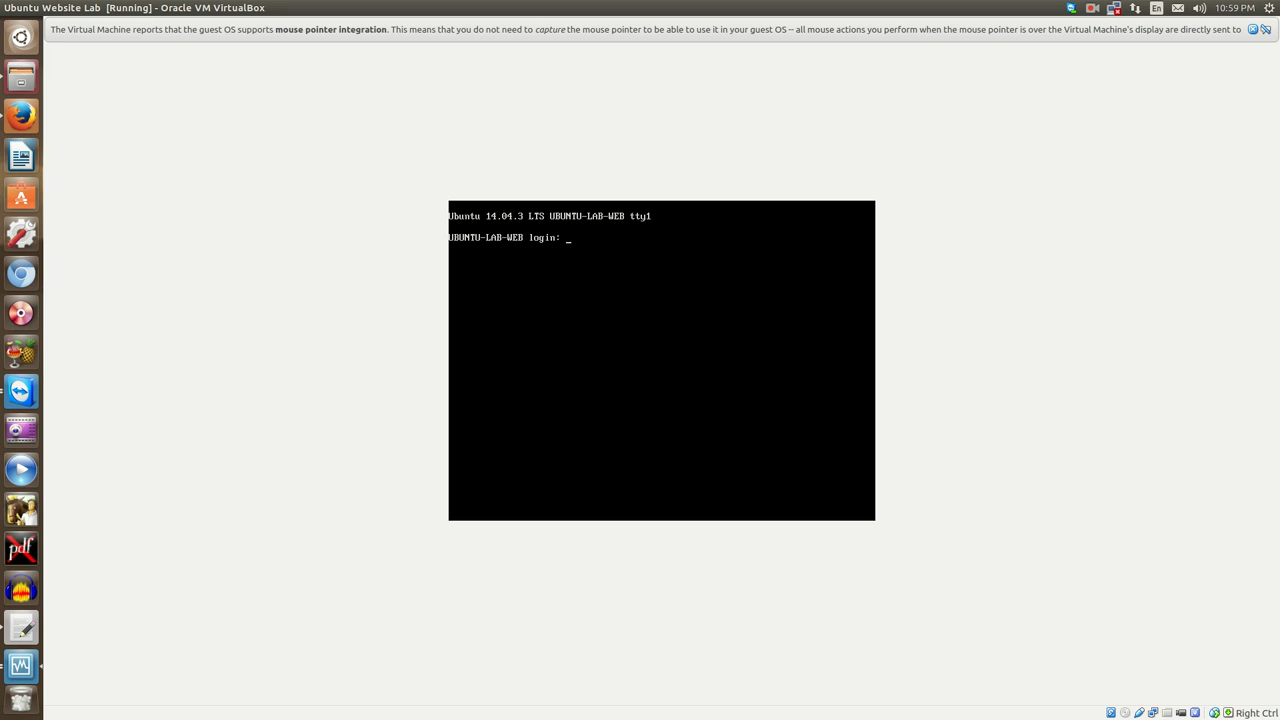 Ubuntu Website Lab [Running] - Oracle VM VirtualBox
En
10:59 PM
The Virtual Machine reports that the guest OS supports mouse pointer integration. This means that you do not need to capture the mouse pointer to be able to use it in your guest OS -- all mouse actions you perform when the mouse pointer is over the Virtual Machine's display are directly sent to
Ubuntu 14.04.3 LTS UBUNTU-LAB-WEB tty1
UBUNTU-LAB-WEB login: _
pdf
Right Ctrl